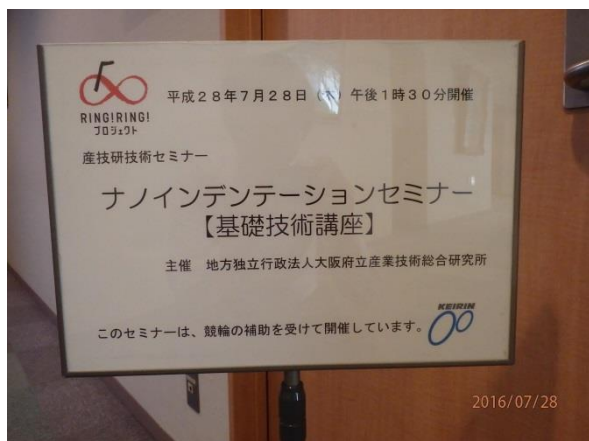 平成28年7月28日（木）午後1時30分開催
RING!RING!
プロジェクト
産技研技術セミナー
ナノインデンテーションセミナー
【基礎技術講座】
主催　地方独立行政法人大阪府立産業技術総合研究所
このセミナーは、競輪の補助を受けて開催しています。
KEIRIN
2016/07/28